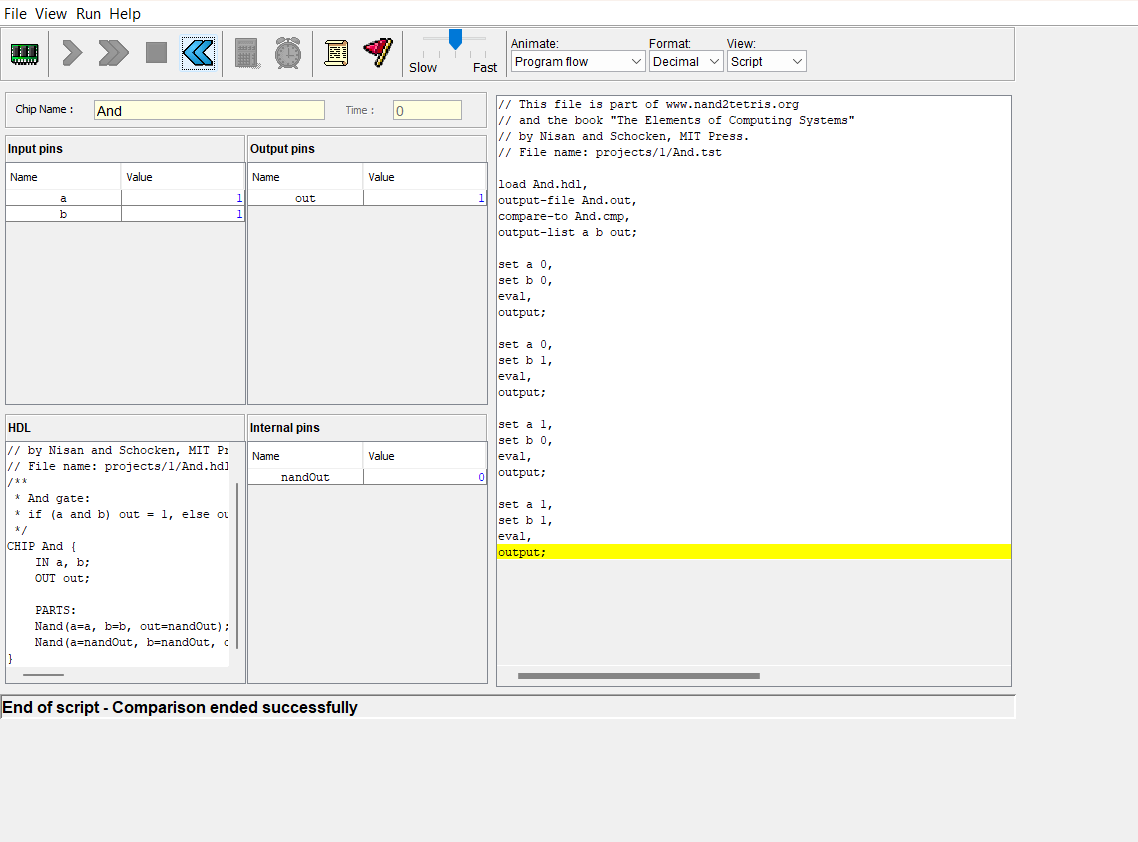 File View Run Help
Slow Fast
Animate: Format: View:
Program flow Decimal Script
Chip Name : And Time : 0
Input pins
Name Value
a 1
b 1
Output pins
Name Value
out 1
HDL
// by Nisan and Schocken, MIT Pr
// File name: projects/1/And.hdl
/**
* And gate:
* if (a and b) out = 1, else ou
*/
CHIP And {
IN a, b;
OUT out;
PARTS:
Nand(a=a, b=b, out=nandOut);
Nand(a=nandOut, b=nandOut, o
}
Internal pins
Name Value
nandOut 0
// This file is part of www.nand2tetris.org
// and the book "The Elements of Computing Systems"
// by Nisan and Schocken, MIT Press.
// File name: projects/1/And.tst
load And.hdl,
output-file And.out,
compare-to And.cmp,
output-list a b out;
set a 0,
set b 0,
eval,
output;
set a 0,
set b 1,
eval,
output;
set a 1,
set b 0,
eval,
output;
set a 1,
set b 1,
eval,
output;
End of script - Comparison ended successfully